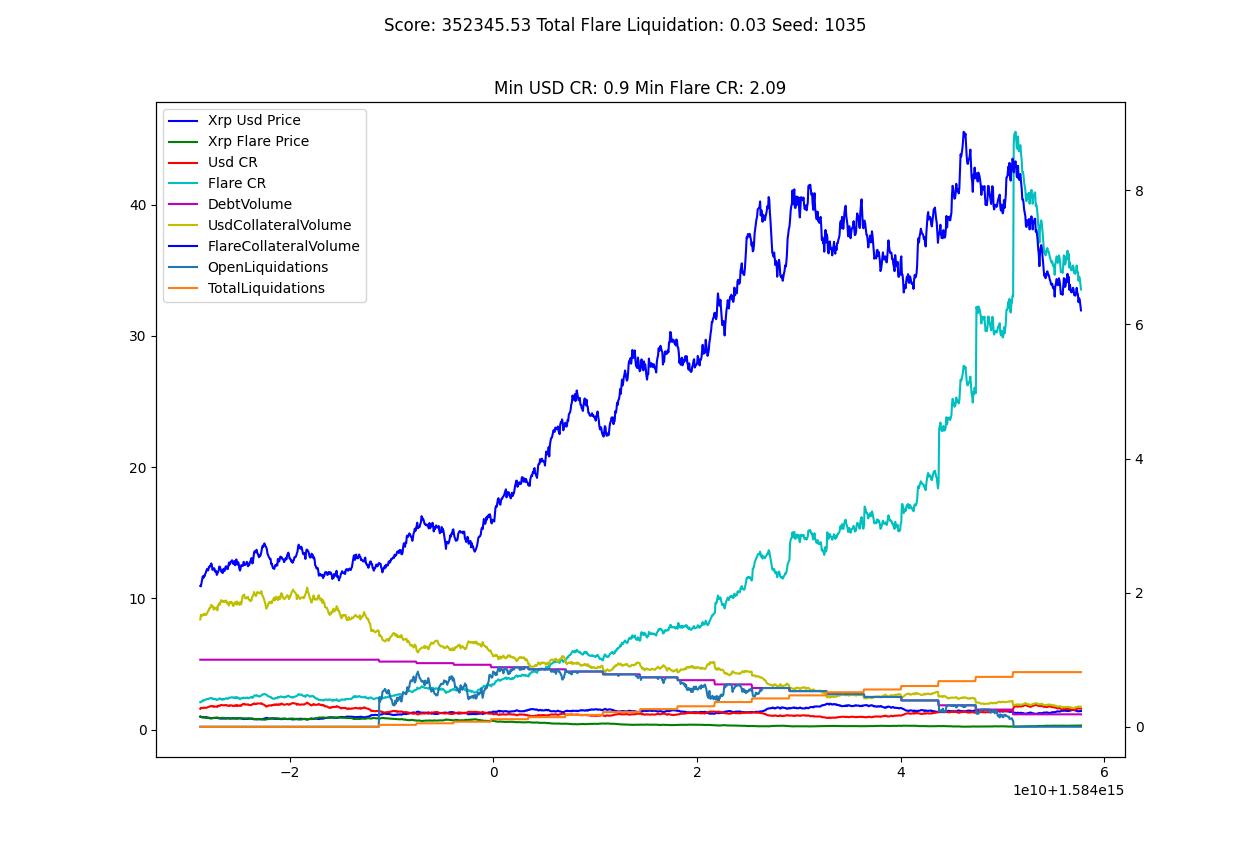 Score: 352345.53 Total Flare Liquidation: 0.03 Seed: 1035
Min USD CR: 0.9 Min Flare CR: 2.09
Xrp Usd Price
Xrp Flare Price
Usd CR
Flare CR
DebtVolume
UsdCollateralVolume
FlareCollateralVolume
OpenLiquidations
TotalLiquidations
40
30
20
10
0
8
6
4
2
0
−2 0 2 4 6
1e10+1.584e15